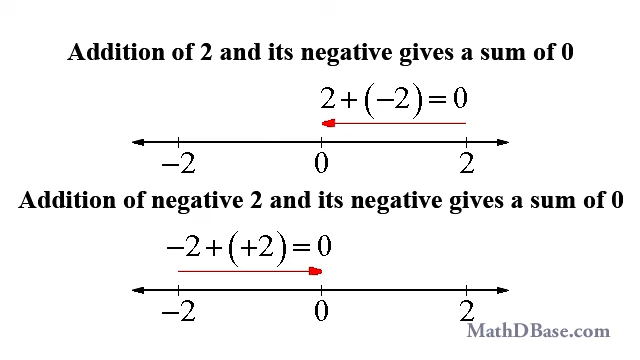 Addition of 2 and its negative gives a sum of 0
2+(−2)=0
−2 0 2
Addition of negative 2 and its negative gives a sum of 0
−2+(+2)=0
−2 0 2
MathDBase.com